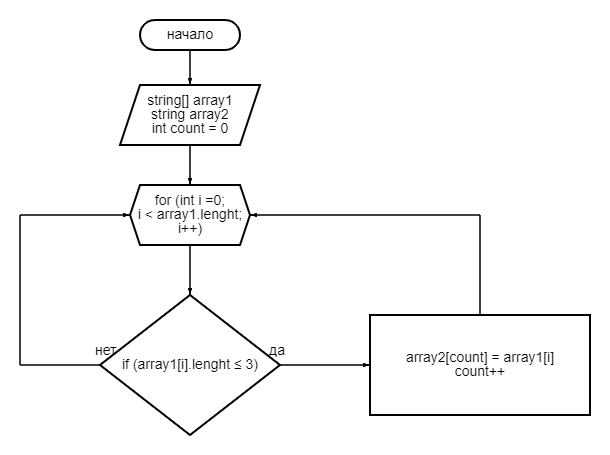 начало
string[] array1
string array2
int count = 0
for (int i =0;
i < array1.lenght;
i++)
нет
if (array1[i].lenght ≤ 3)
да
array2[count] = array1[i]
count++